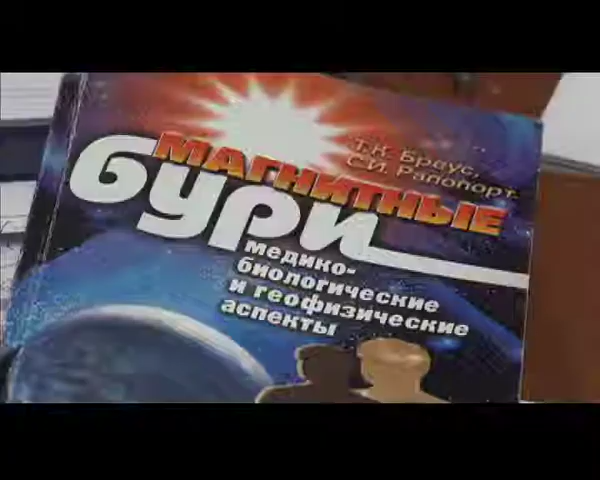 Т.К. Бреус,
С.И. Рапопорт.
МАГНИТНЫЕ
бури
медико-
биологические
и геофизические
аспекты